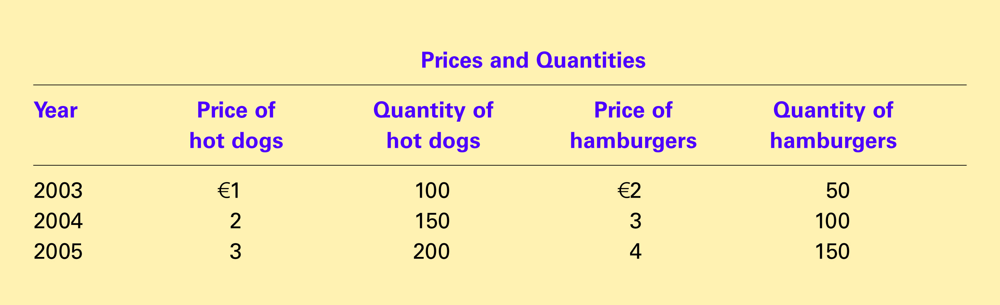 Prices and Quantities
Year Price of hot dogs Quantity of hot dogs Price of hamburgers Quantity of hamburgers
2003 €1 100 €2 50
2004 2 150 3 100
2005 3 200 4 150